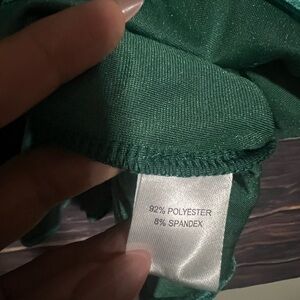 92% POLYESTER
8% SPANDEX